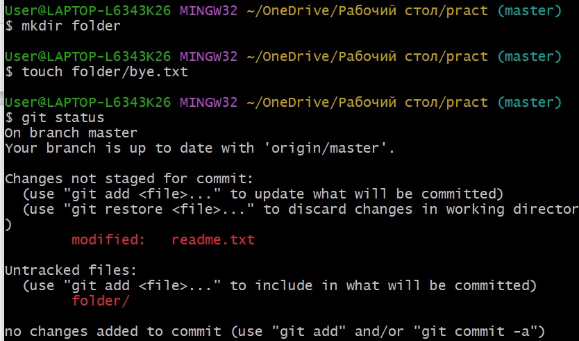 User@LAPTOP-L6343K26 MINGW32 ~/OneDrive/Рабочий стол/pract (master)
$ mkdir folder
User@LAPTOP-L6343K26 MINGW32 ~/OneDrive/Рабочий стол/pract (master)
$ touch folder/bye.txt
User@LAPTOP-L6343K26 MINGW32 ~/OneDrive/Рабочий стол/pract (master)
$ git status
On branch master
Your branch is up to date with 'origin/master'.
Changes not staged for commit:
(use "git add <file>..." to update what will be committed)
(use "git restore <file>..." to discard changes in working director
)
modified: readme.txt
Untracked files:
(use "git add <file>..." to include in what will be committed)
folder/
no changes added to commit (use "git add" and/or "git commit -a")